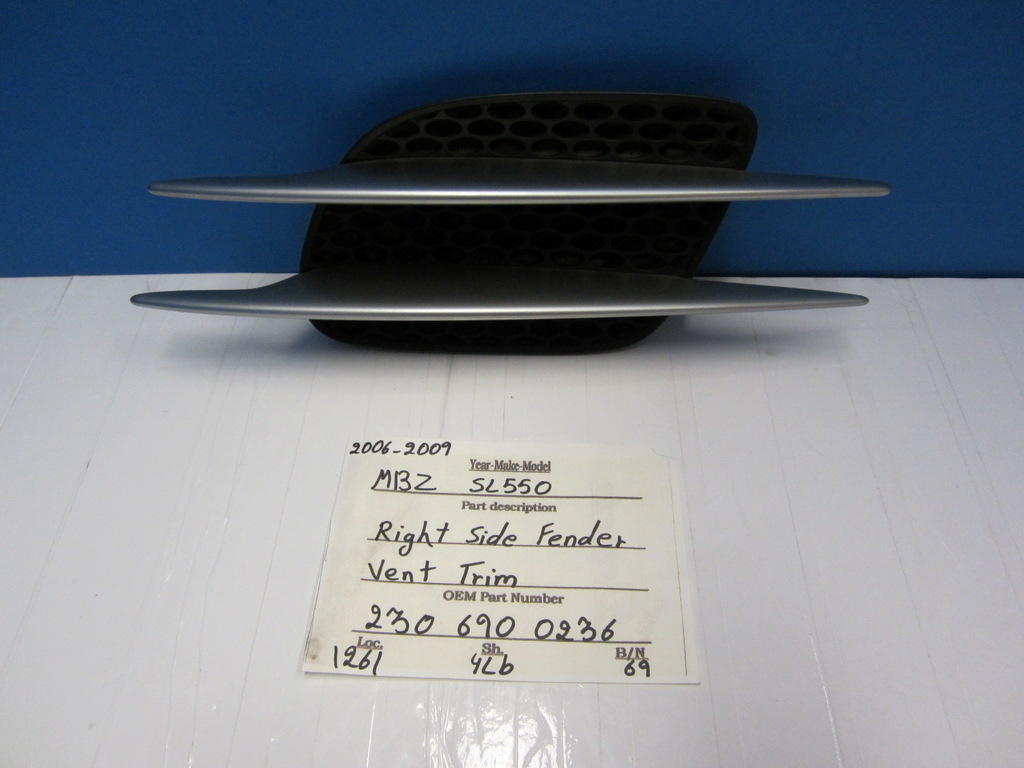 2006-2009
Year-Make-Model
MBZ SL550
Part description
Right Side Fender
Vent Trim
OEM Part Number
230 690 0236
Loc. Sh. B/N
1261 4Lb 69